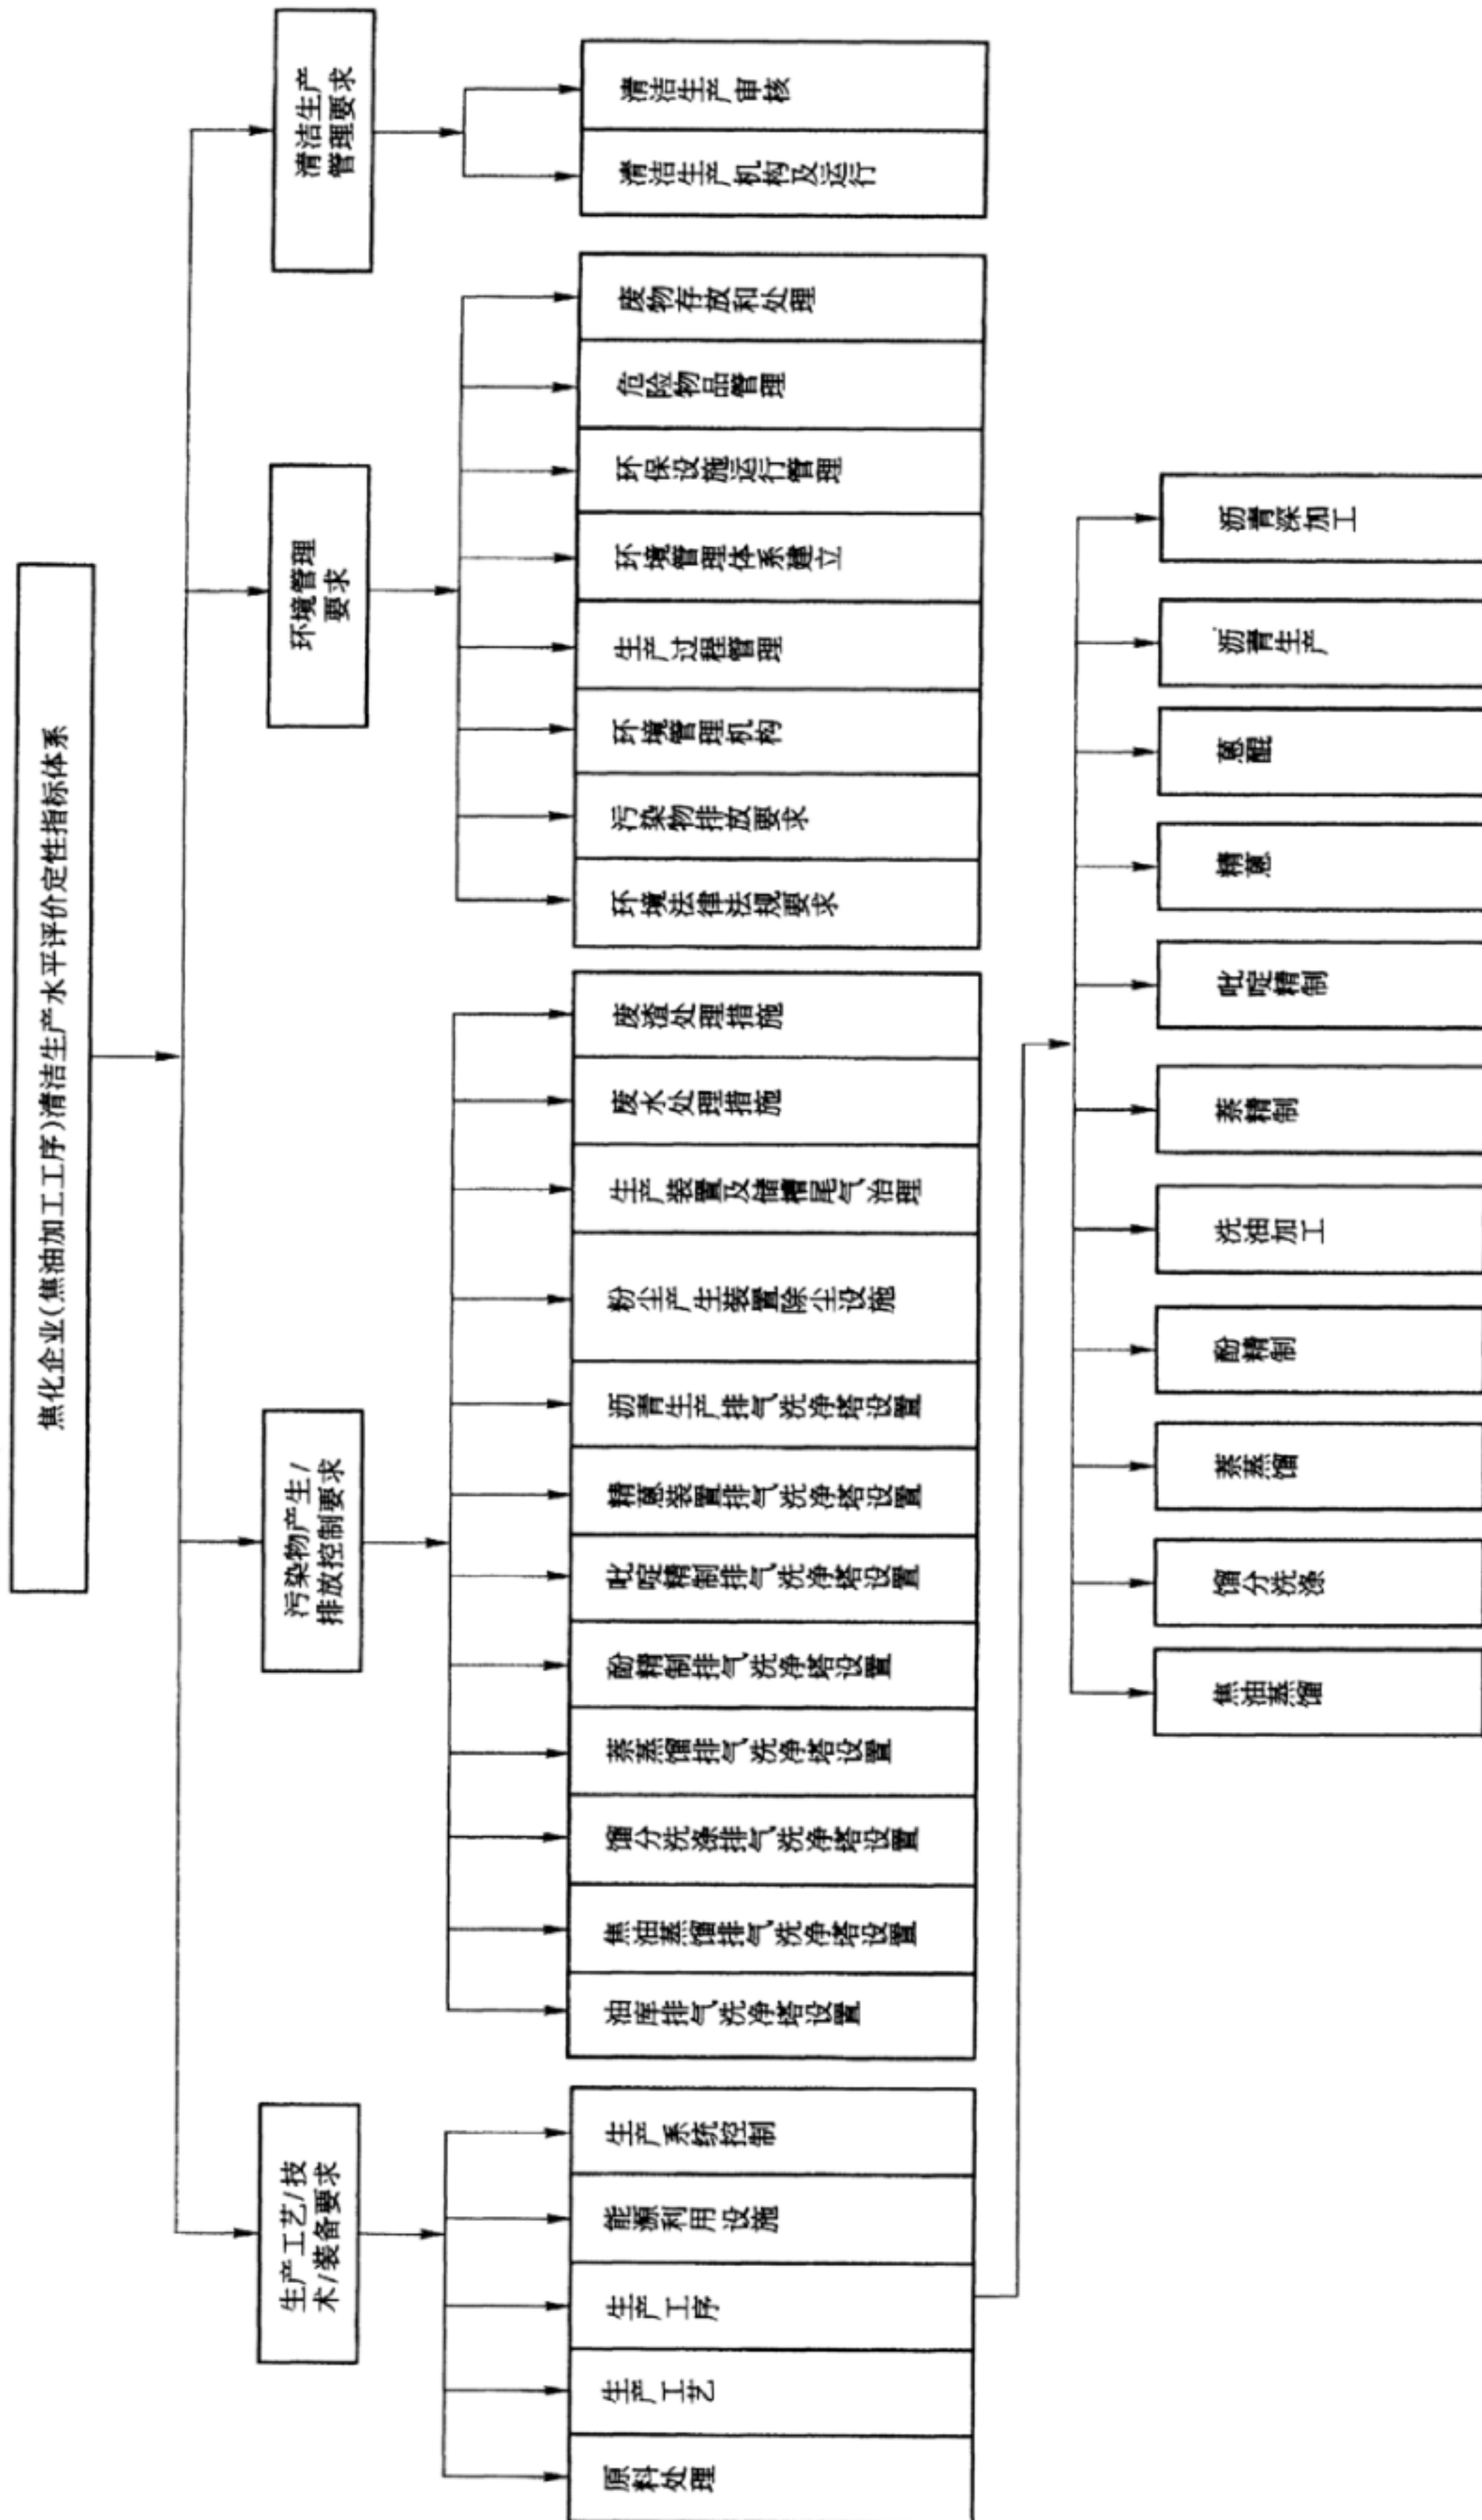 焦化企业(焦油加工工序)清洁生产水平评价定性指标体系
生产工艺/技
术/装备要求
污染物产生/
排放控制要求
环境管理
要求
清洁生产
管理要求
原料处理
生产工艺
生产工序
能源利用设施
生产系统控制
油库排气洗净塔设置
焦油蒸馏排气洗净塔设置
馏分洗涤排气洗净塔设置
萘蒸馏排气洗净塔设置
酚精制排气洗净塔设置
吡啶精制排气洗净塔设置
精蒽装置排气洗净塔设置
沥青生产排气洗净塔设置
粉尘产生装置除尘设施
生产装置及储槽尾气治理
废水处理措施
废渣处理措施
环境法律法规要求
污染物排放要求
环境管理机构
生产过程管理
环境管理体系建立
环保设施运行管理
危险物品管理
废物存放和处理
清洁生产机构及运行
清洁生产审核
焦油蒸馏
馏分洗涤
萘蒸馏
酚精制
洗油加工
萘精制
吡啶精制
精蒽
蒽醌
沥青生产
沥青深加工